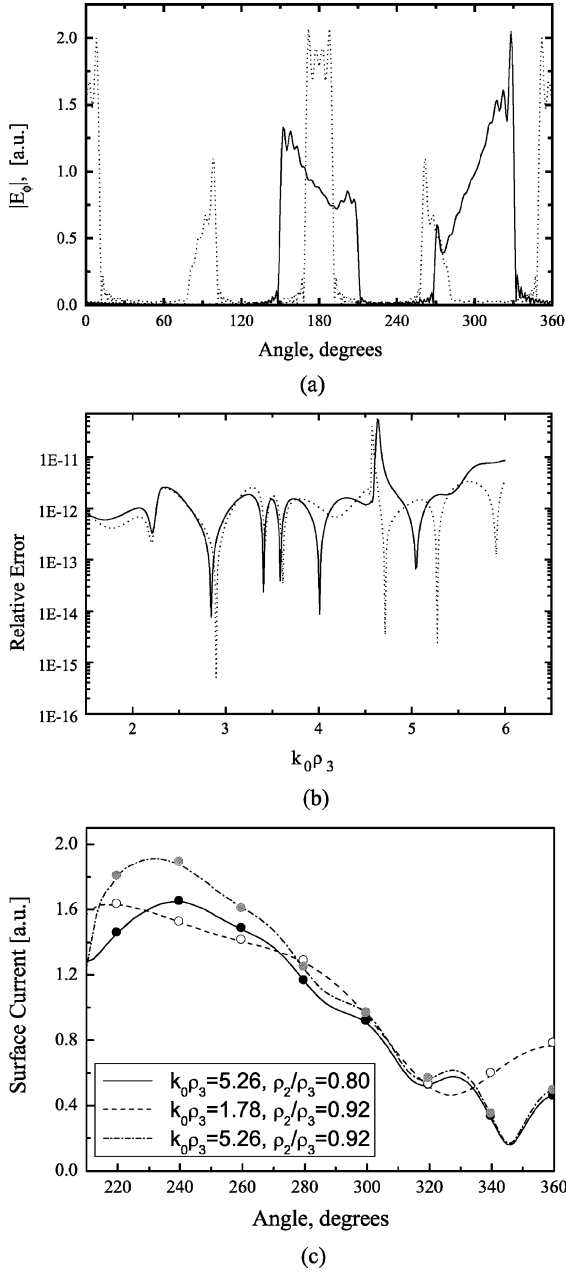 2.0
1.5
1.0
0.5
0.0
|Eϕ|, [a.u.]
0 60 120 180 240 300 360
Angle, degrees
(a)
1E-11
1E-12
1E-13
1E-14
1E-15
1E-16
Relative Error
2 3 4 5 6
k₀ρ₃
(b)
2.0
1.6
1.2
0.8
0.4
0.0
Surface Current [a.u.]
k₀ρ₃=5.26, ρ₂/ρ₃=0.80
k₀ρ₃=1.78, ρ₂/ρ₃=0.92
k₀ρ₃=5.26, ρ₂/ρ₃=0.92
220 240 260 280 300 320 340 360
Angle, degrees
(c)